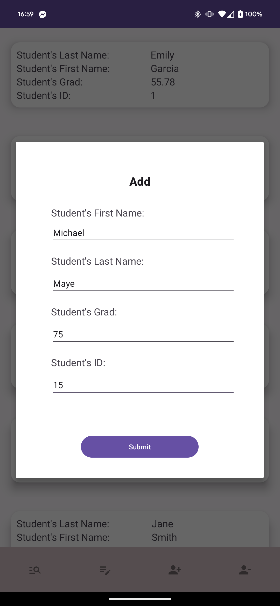 16:59 100%
Student's Last Name: Emily
Student's First Name: Garcia
Student's Grad: 55.78
Student's ID: 1
Add
Student's First Name:
Michael
Student's Last Name:
Maye
Student's Grad:
75
Student's ID:
15
Submit
Student's Last Name: Jane
Student's First Name: Smith